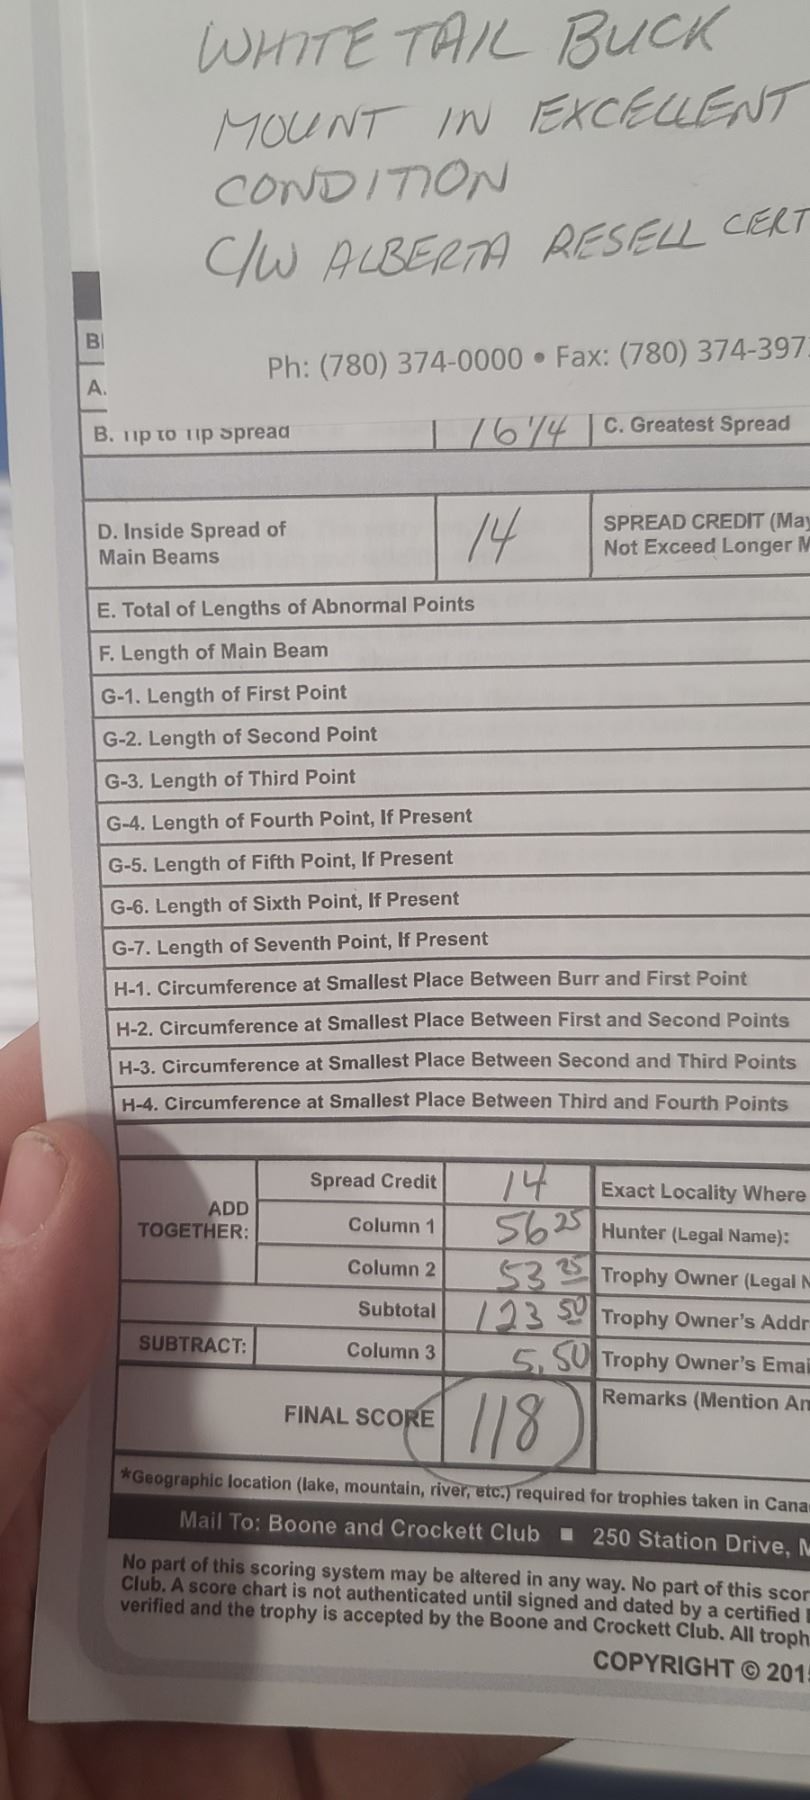 WHITE TAIL BUCK
MOUNT IN EXCELLENT
CONDITION
C/W ALBERTA RESELL CERT
Ph: (780) 374-0000 • Fax: (780) 374-397
A.
B. Tip to Tip Spread 16 1/4 C. Greatest Spread
D. Inside Spread of Main Beams 14 SPREAD CREDIT (May
Not Exceed Longer M
E. Total of Lengths of Abnormal Points
F. Length of Main Beam
G-1. Length of First Point
G-2. Length of Second Point
G-3. Length of Third Point
G-4. Length of Fourth Point, If Present
G-5. Length of Fifth Point, If Present
G-6. Length of Sixth Point, If Present
G-7. Length of Seventh Point, If Present
H-1. Circumference at Smallest Place Between Burr and First Point
H-2. Circumference at Smallest Place Between First and Second Points
H-3. Circumference at Smallest Place Between Second and Third Points
H-4. Circumference at Smallest Place Between Third and Fourth Points
ADD TOGETHER: Spread Credit 14 Exact Locality Where
Column 1 56 25 Hunter (Legal Name):
Column 2 53 25 Trophy Owner (Legal N
Subtotal 123 50 Trophy Owner's Addr
SUBTRACT: Column 3 5.50 Trophy Owner's Emai
FINAL SCORE 118 Remarks (Mention An
*Geographic location (lake, mountain, river, etc.) required for trophies taken in Cana
Mail To: Boone and Crockett Club ■ 250 Station Drive, M
No part of this scoring system may be altered in any way. No part of this scor
Club. A score chart is not authenticated until signed and dated by a certified
verified and the trophy is accepted by the Boone and Crockett Club. All troph
COPYRIGHT © 201